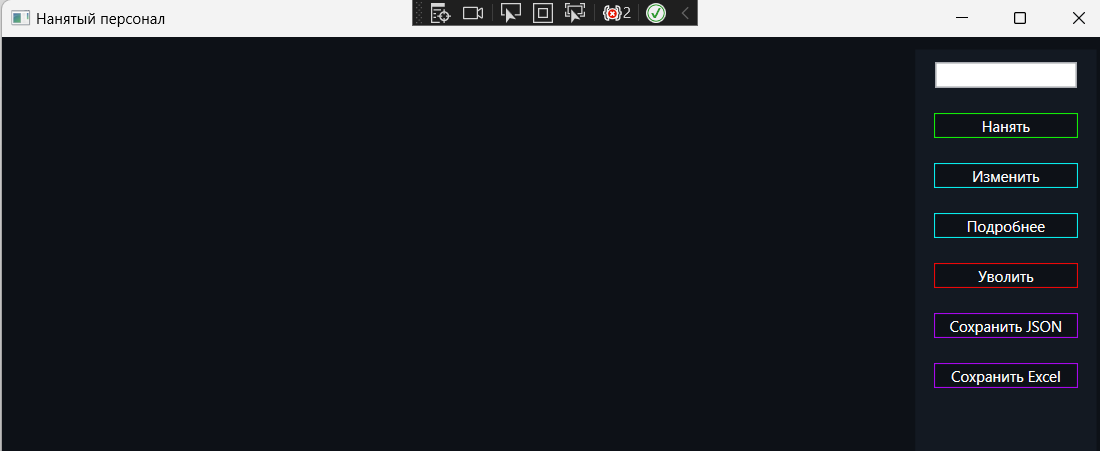 Нанятый персонал
2
Нанять
Изменить
Подробнее
Уволить
Сохранить JSON
Сохранить Excel